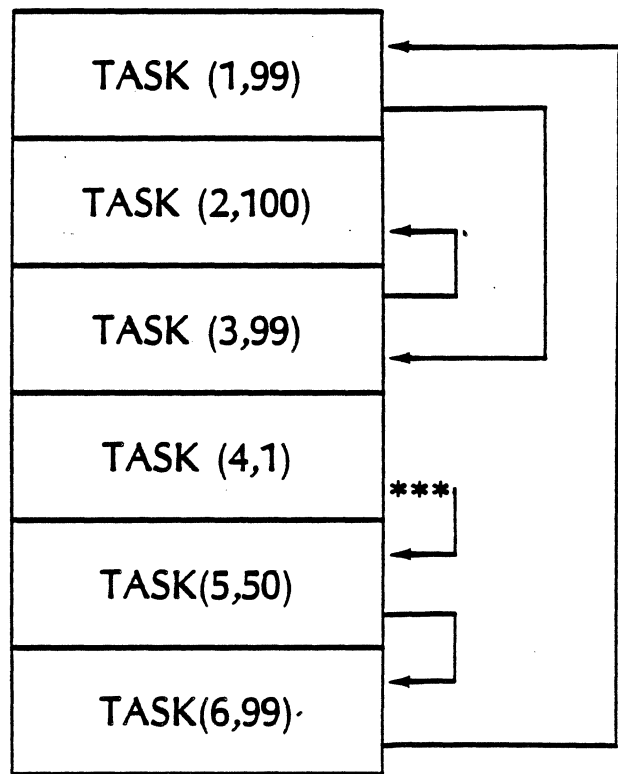 TASK (1,99)
TASK (2,100)
TASK (3,99)
TASK (4,1)
***
TASK(5,50)
TASK(6,99)